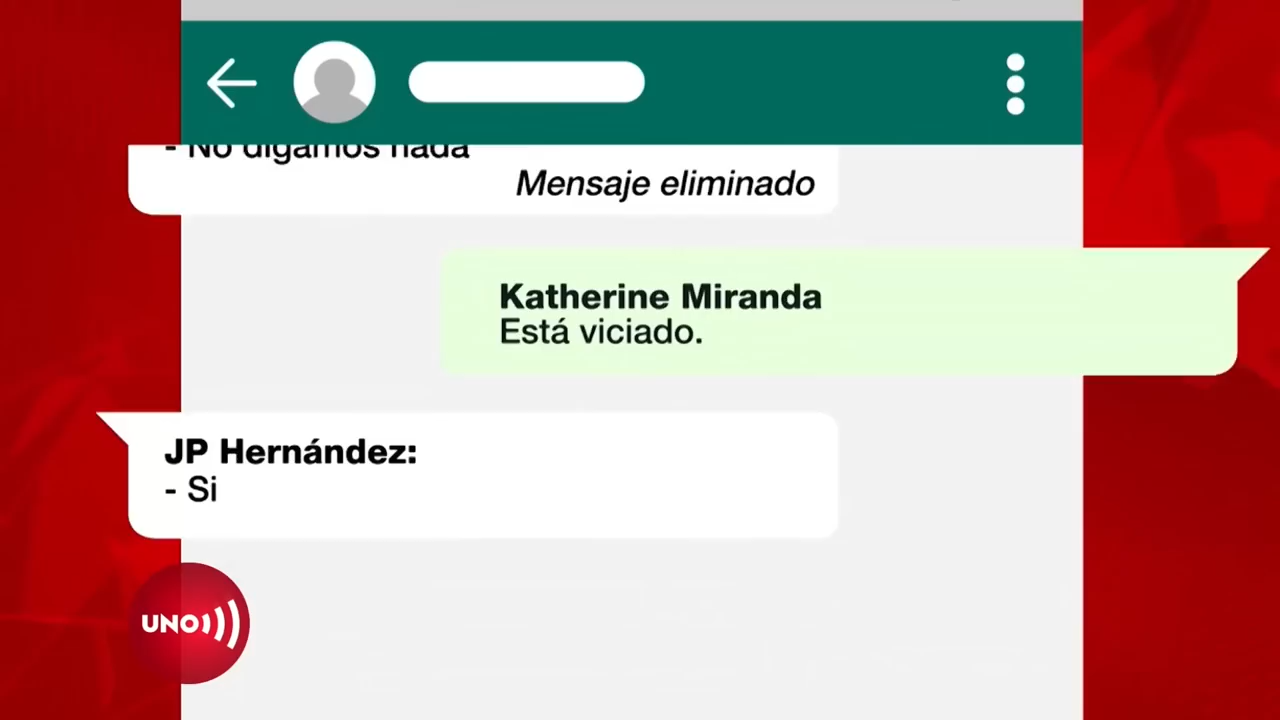 - No digamos nada
Mensaje eliminado
Katherine Miranda
Está viciado.
JP Hernández:
- Si
UNO